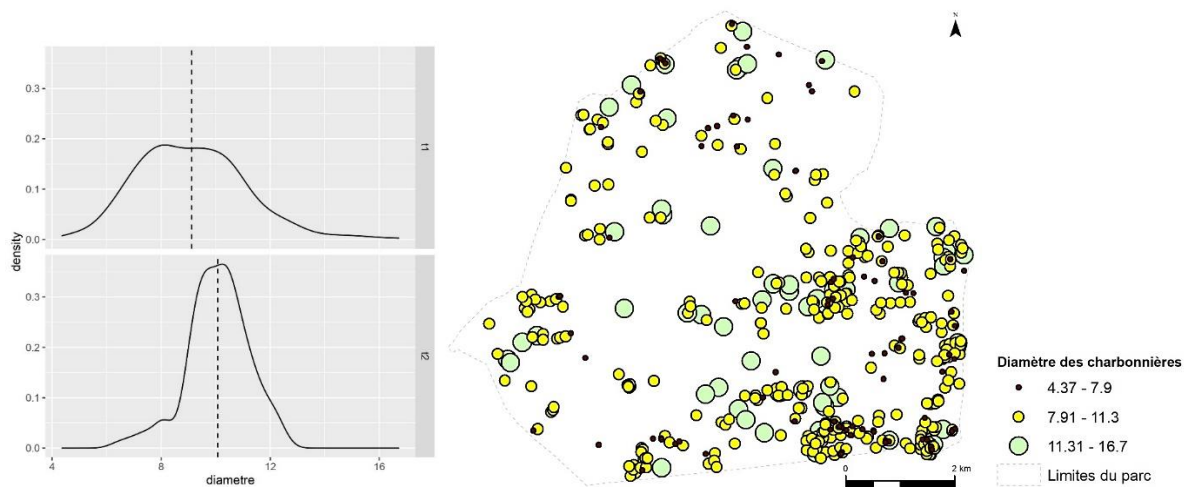 0.3
0.2
0.1
0.0
t1
density
0.3
0.2
0.1
0.0
t2
4
8
12
16
diametre
N
Diamètre des charbonnières
4.37 - 7.9
7.91 - 11.3
11.31 - 16.7
Limites du parc
0
2 km